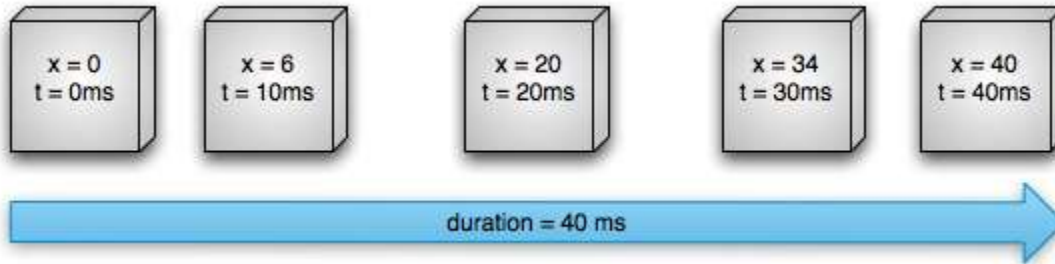 x = 0
t = 0ms
x = 6
t = 10ms
x = 20
t = 20ms
x = 34
t = 30ms
x = 40
t = 40ms
duration = 40 ms